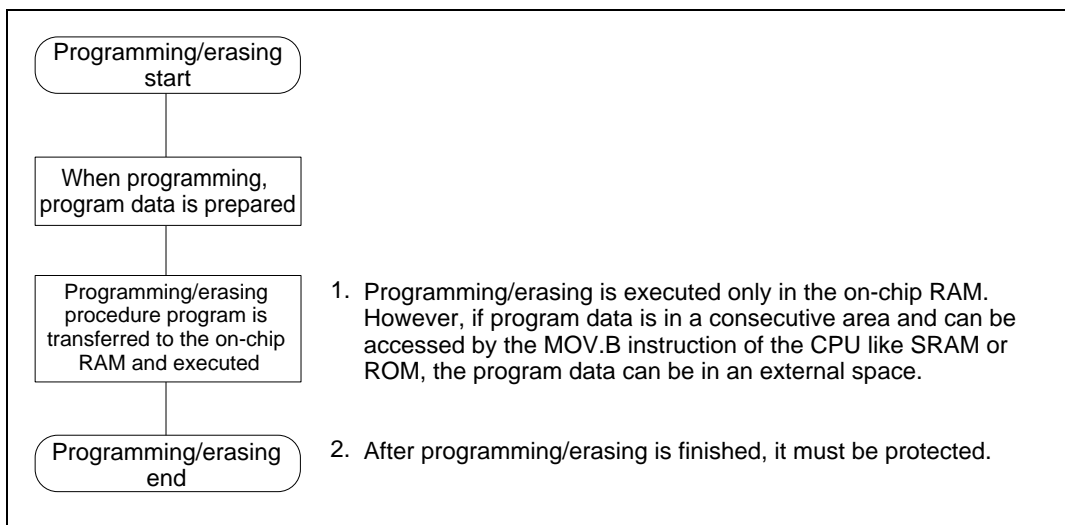 Programming/erasing
start
When programming,
program data is prepared
Programming/erasing
procedure program is
transferred to the on-chip
RAM and executed
1. Programming/erasing is executed only in the on-chip RAM.
However, if program data is in a consecutive area and can be
accessed by the MOV.B instruction of the CPU like SRAM or
ROM, the program data can be in an external space.
Programming/erasing
end
2. After programming/erasing is finished, it must be protected.